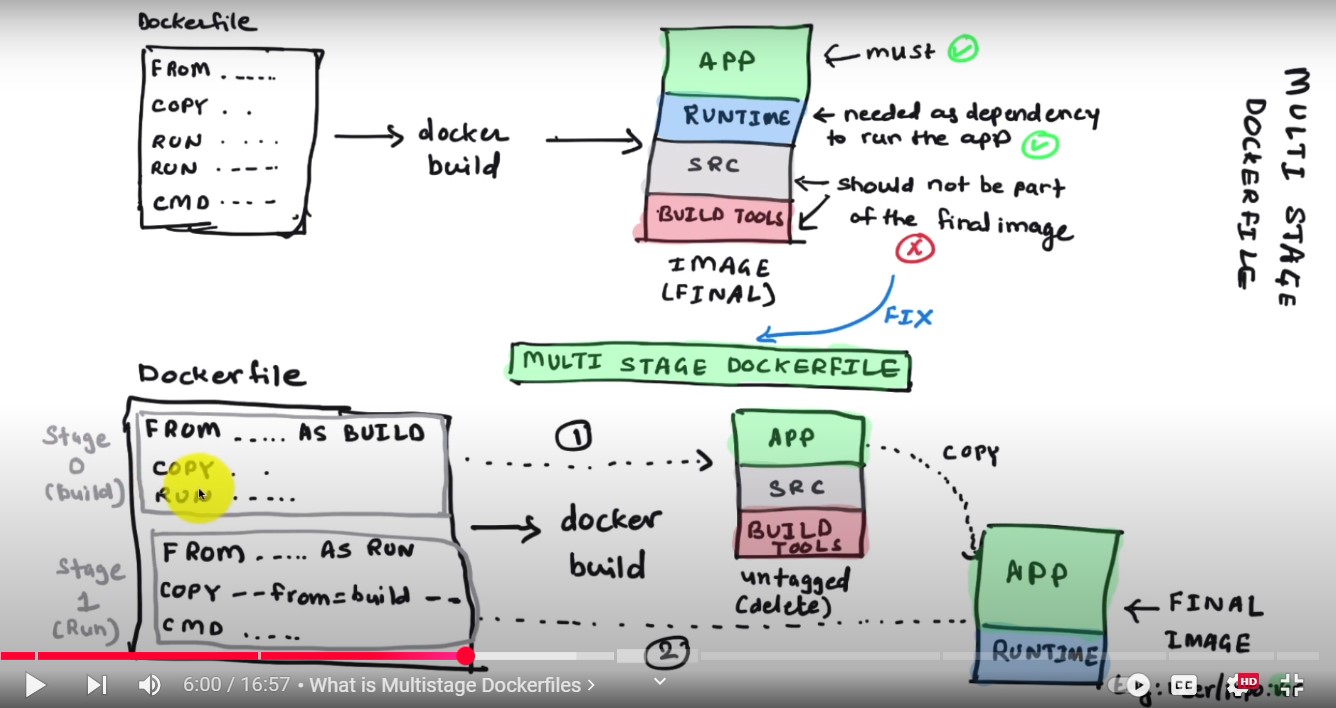 Dockerfile
FROM . -----
COPY . .
RUN . . . .
RUN . ----
CMD . ----
docker
build
APP
RUNTIME
SRC
BUILD TOOLS
IMAGE
(FINAL)
must
needed as dependency
to run the app
should not be part
of the final image
X
FIX
MULTI STAGE
DOCKERFILE
MULTI STAGE DOCKERFILE
Dockerfile
Stage
0
(build)
FROM ..... AS BUILD
COPY . .
RUN . ....
Stage
1
(Run)
FROM ..... AS RUN
COPY --from=build --
CMD .....
1
docker
build
APP
SRC
BUILD
TOOLS
untagged
(delete)
COPY
2
APP
RUNTIME
FINAL
IMAGE
6:00 / 16:57 • What is Multistage Dockerfiles >
CC
HD